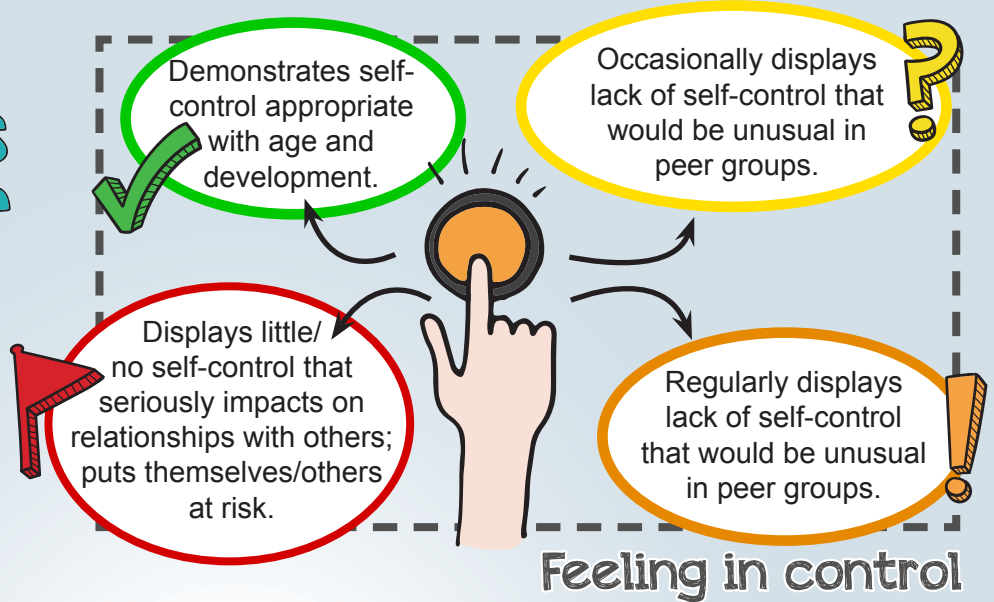 Demonstrates self-
control appropriate
with age and
development.
Occasionally displays
lack of self-control that
would be unusual in
peer groups.
Displays little/
no self-control that
seriously impacts on
relationships with others;
puts themselves/others
at risk.
Regularly displays
lack of self-control
that would be unusual
in peer groups.
Feeling in control